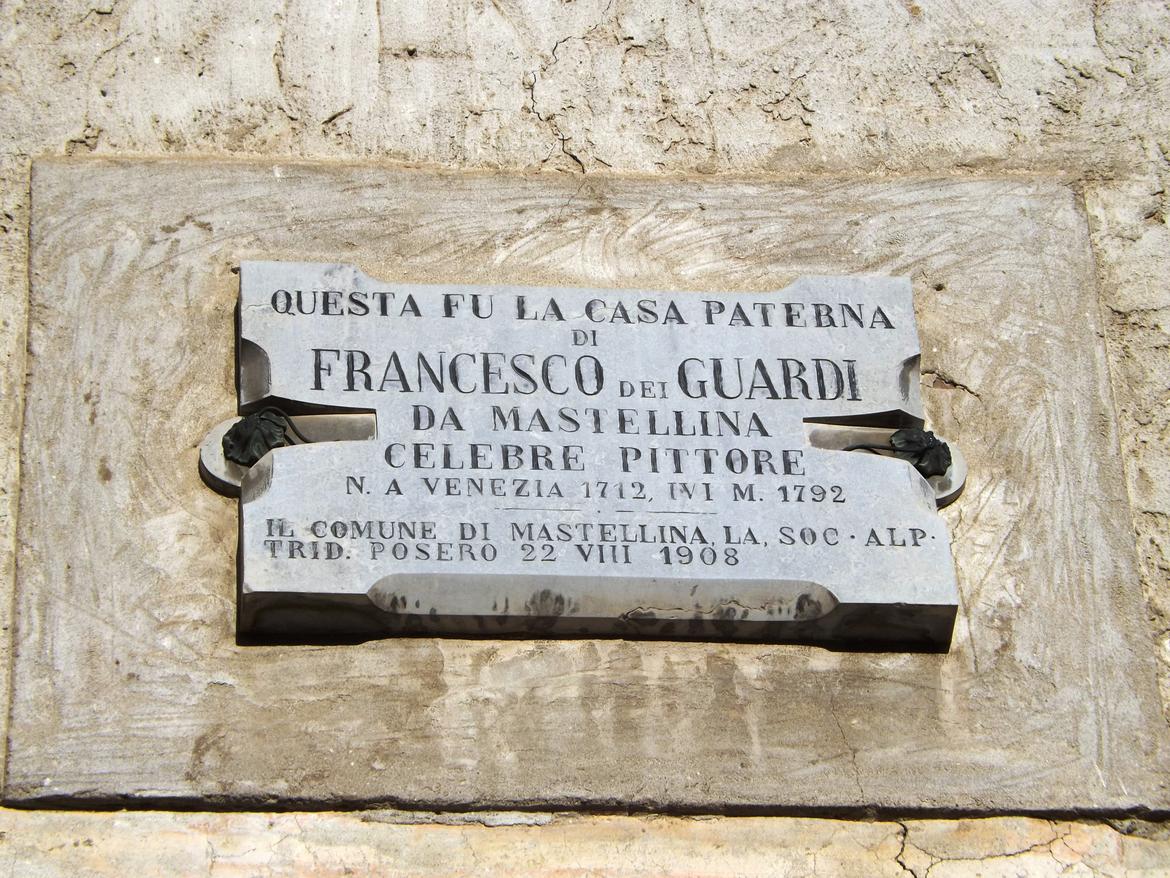 QUESTA FU LA CASA PATERNA
DI
FRANCESCO DEI GUARDI
DA MASTELLINA
CELEBRE PITTORE
N. A VENEZIA 1712, IVI M. 1792
IL COMUNE DI MASTELLINA, LA, SOC · ALP·
TRID. POSERO 22 VIII 1908